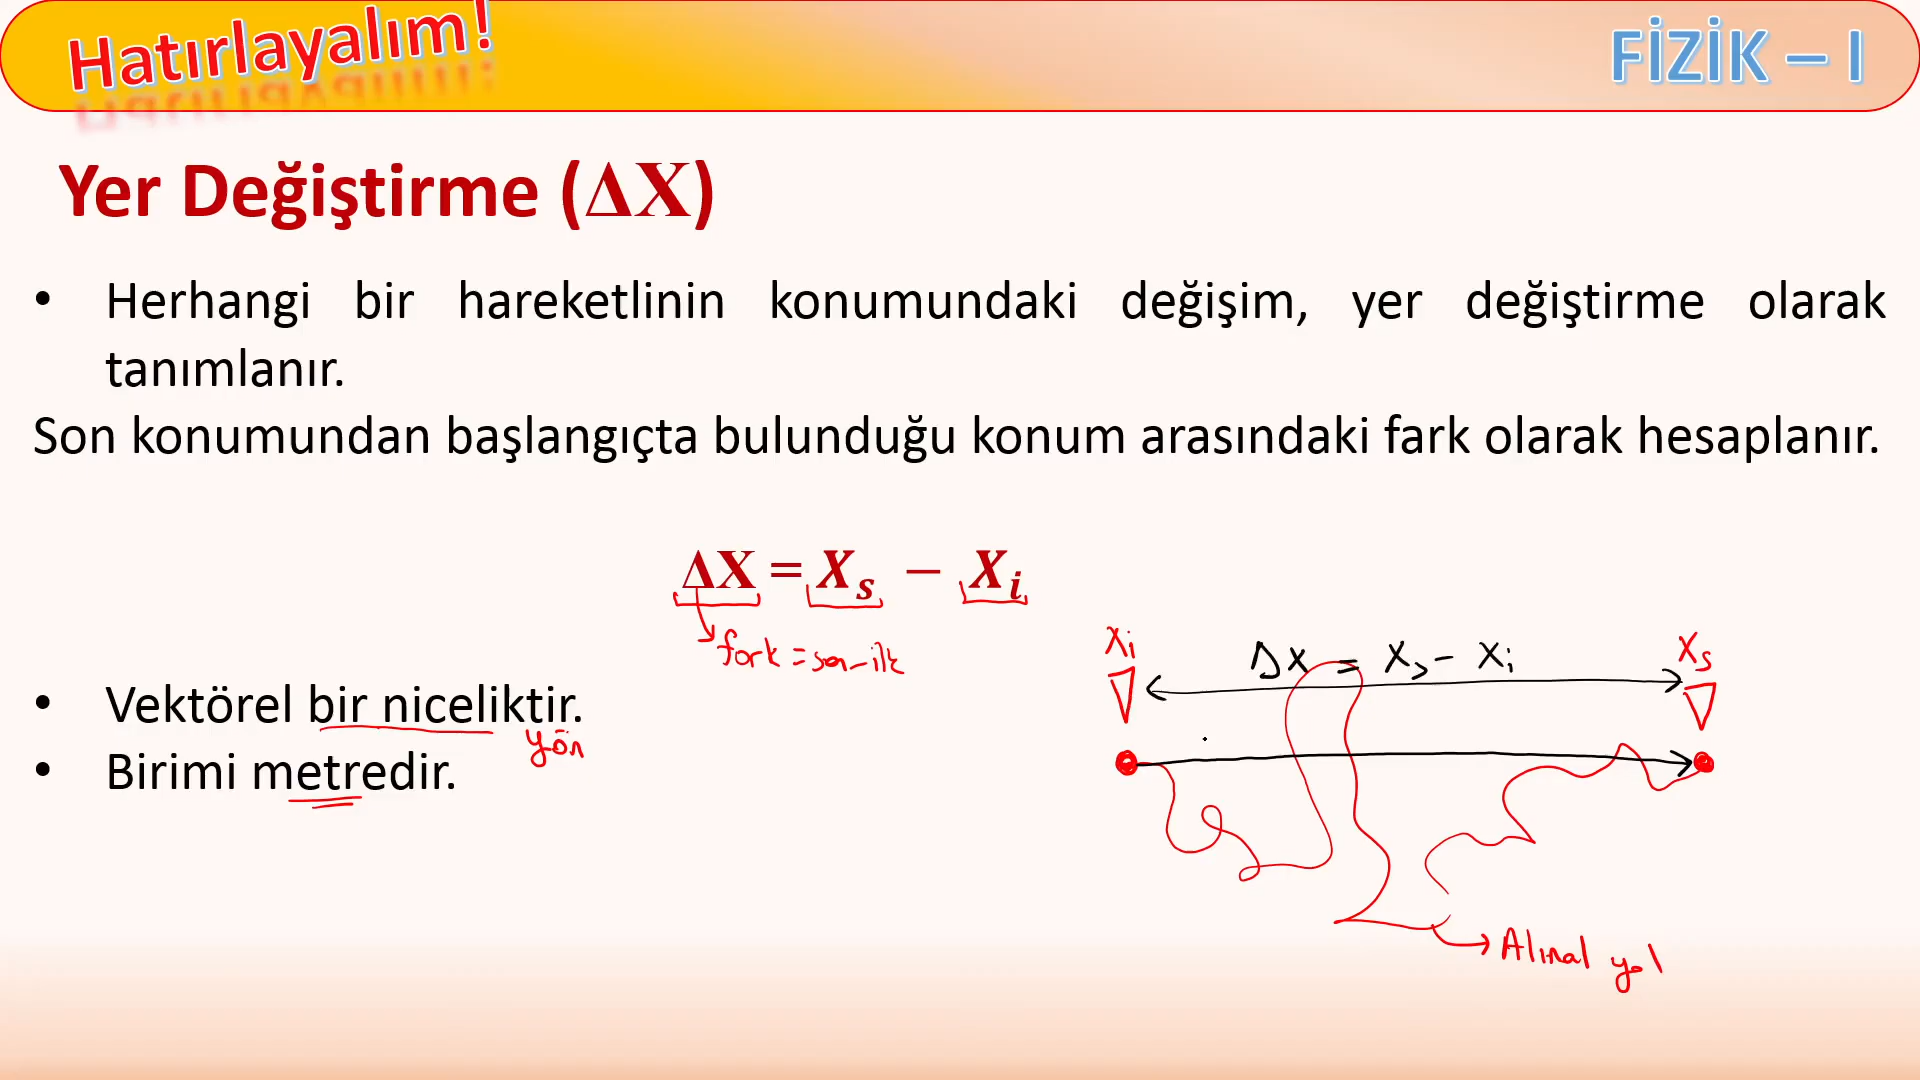 Hatırlayalım!
FİZİK – I
Yer Değiştirme (ΔX)
• Herhangi bir hareketlinin konumundaki değişim, yer değiştirme olarak
tanımlanır.
Son konumundan başlangıçta bulunduğu konum arasındaki fark olarak hesaplanır.
ΔX = Xₛ − Xᵢ
fark = son - ilk
xᵢ
Δx = xₛ - xᵢ
xₛ
• Vektörel bir niceliktir.
yön
• Birimi metredir.
Alınal yol